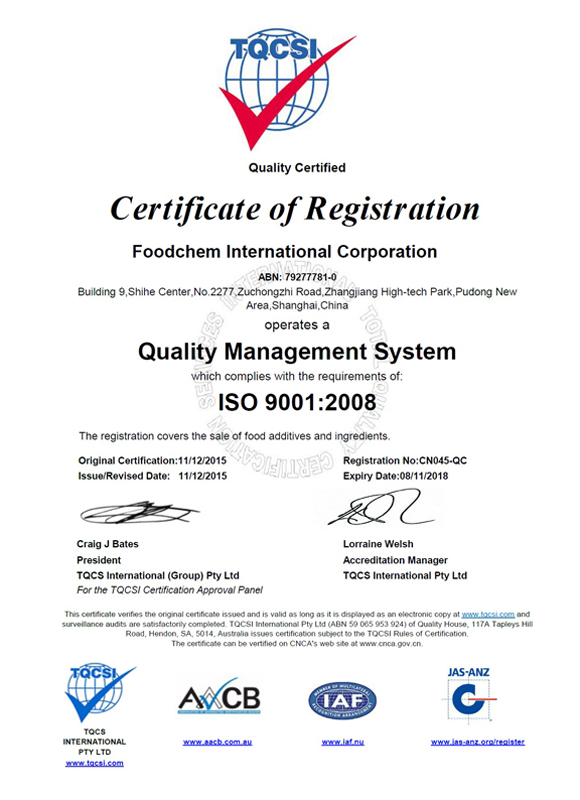 TQCSI
Quality Certified
Certificate of Registration
Foodchem International Corporation
ABN: 79277781-0
Building 9,Shihe Center,No.2277,Zuchongzhi Road,Zhangjiang High-tech Park,Pudong New
Area,Shanghai,China
operates a
Quality Management System
which complies with the requirements of:
ISO 9001:2008
TOTAL QUALITY CERTIFICATION SERVICES INTERNATIONAL
The registration covers the sale of food additives and ingredients.
Original Certification:11/12/2015 Registration No:CN045-QC
Issue/Revised Date: 11/12/2015 Expiry Date:08/11/2018
Craig J Bates Lorraine Welsh
President Accreditation Manager
TQCS International (Group) Pty Ltd TQCS International Pty Ltd
For the TQCSI Certification Approval Panel
This certificate verifies the original certificate issued and is valid as long as it is displayed as an electronic copy at www.tqcsi.com and
surveillance audits are satisfactorily completed. TQCSI International Pty Ltd (ABN 59 065 953 924) of Quality House, 117A Tapleys Hill
Road, Hendon, SA, 5014, Australia issues certification subject to the TQCSI Rules of Certification.
The certificate can be verified on CNCA's web site at www.cnca.gov.cn.
TQCSI
TQCS
INTERNATIONAL
PTY LTD
www.tqcsi.com
AACB
www.aacb.com.au
MEMBER OF MULTILATERAL
IAF
RECOGNITION ARRANGEMENT
www.iaf.nu
JAS-ANZ
C
www.jas-anz.org/register